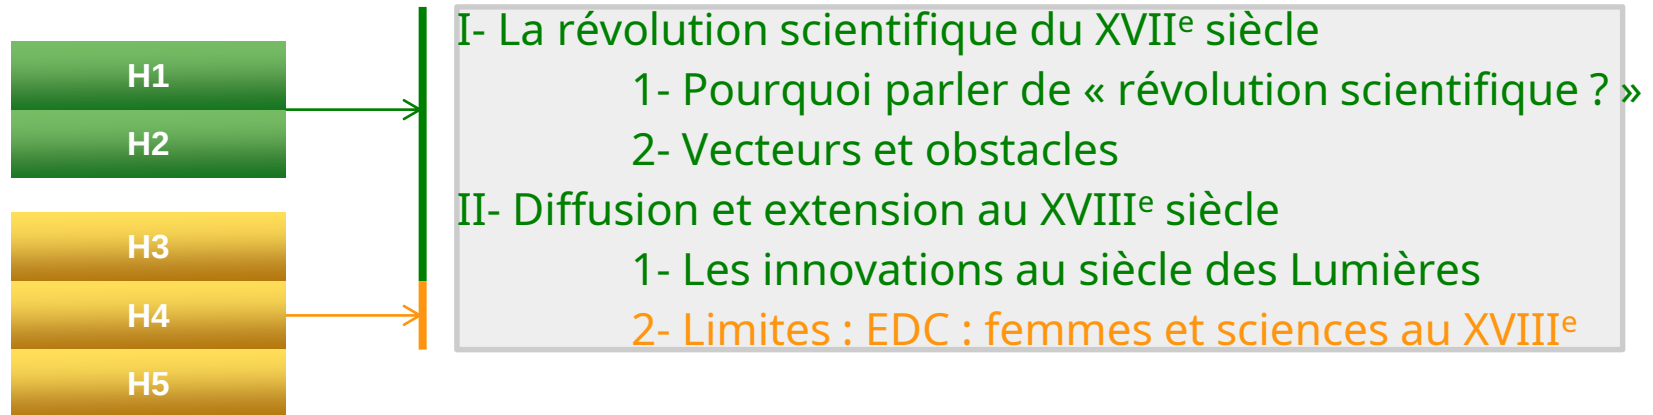 H1
H2
H3
H4
H5
I- La révolution scientifique du XVIIᵉ siècle
1- Pourquoi parler de « révolution scientifique ? »
2- Vecteurs et obstacles
II- Diffusion et extension au XVIIIᵉ siècle
1- Les innovations au siècle des Lumières
2- Limites : EDC : femmes et sciences au XVIIIᵉ